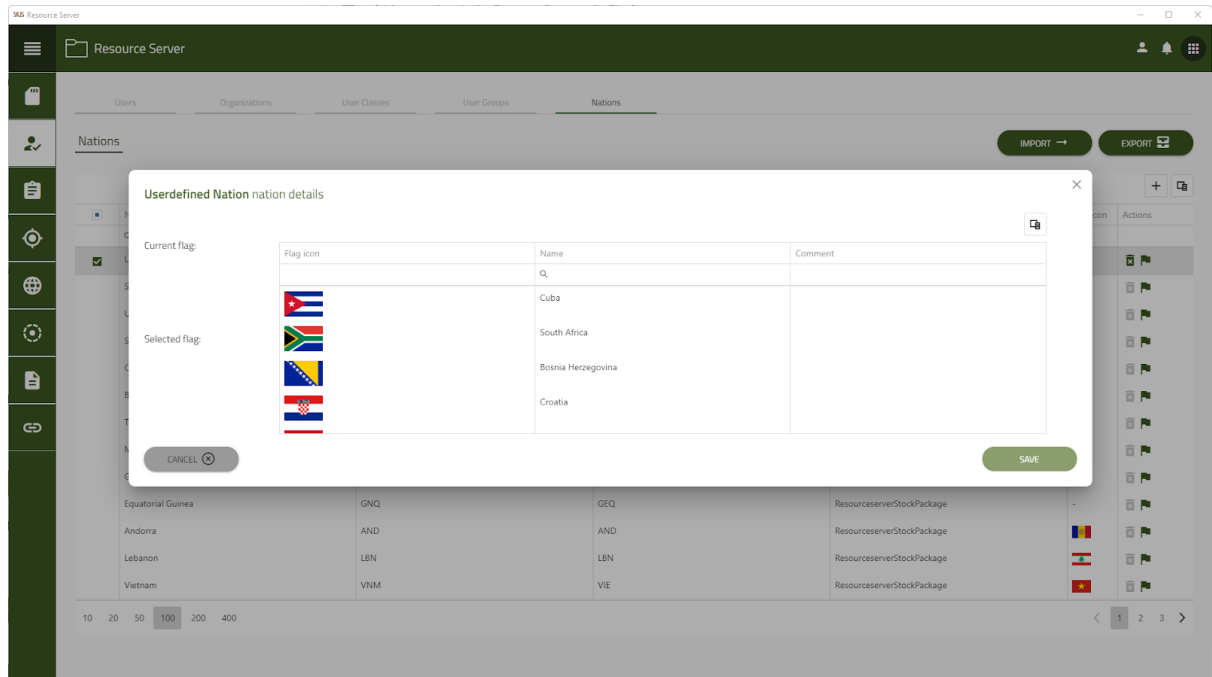 SIUS Resource Server
Resource Server
Users Organizations User Classes User Groups Nations
Nations
IMPORT → EXPORT
Userdefined Nation nation details
con Actions
Current flag:
Flag icon Name Comment
Cuba
South Africa
Selected flag:
Bosnia Herzegovina
Croatia
CANCEL SAVE
Equatorial Guinea GNQ GEQ ResourceserverStockPackage -
Andorra AND AND ResourceserverStockPackage
Lebanon LBN LBN ResourceserverStockPackage
Vietnam VNM VIE ResourceserverStockPackage
10 20 50 100 200 400 < 1 2 3 >